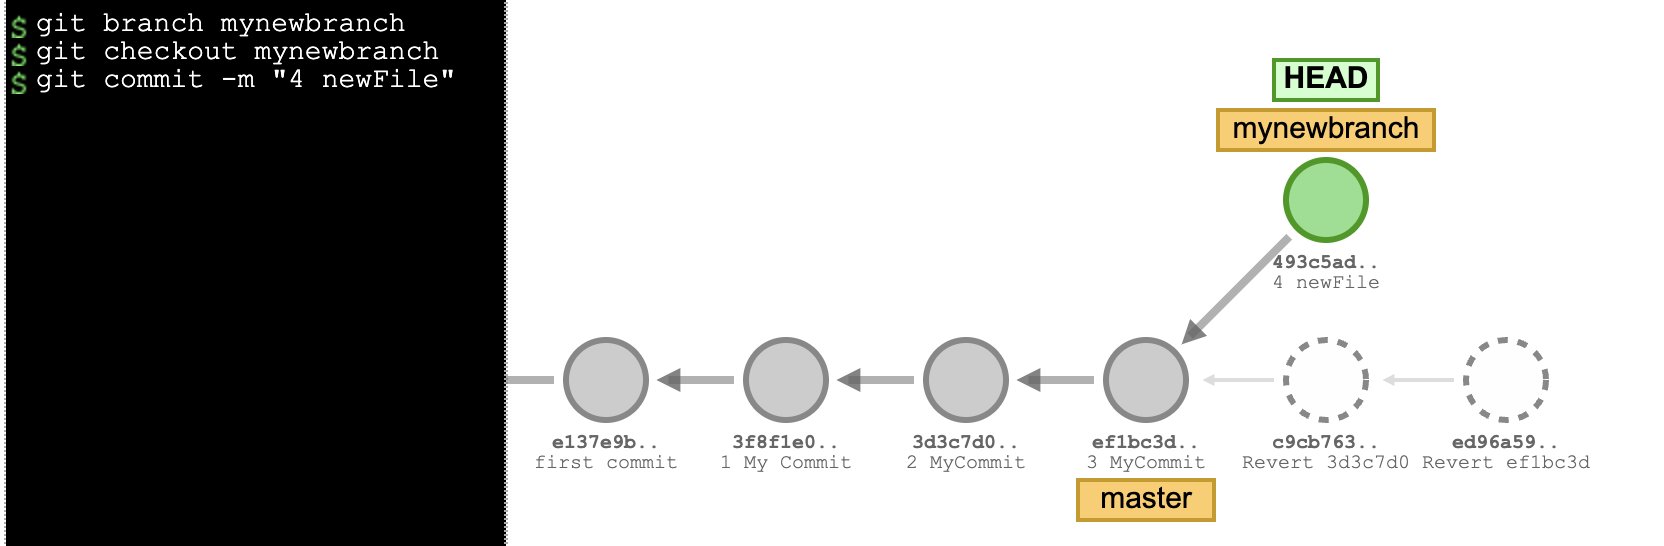 $ git branch mynewbranch
$ git checkout mynewbranch
$ git commit -m "4 newFile"
HEAD
mynewbranch
493c5ad..
4 newFile
e137e9b..
first commit
3f8f1e0..
1 My Commit
3d3c7d0..
2 MyCommit
ef1bc3d..
3 MyCommit
master
c9cb763..
Revert 3d3c7d0
ed96a59..
Revert ef1bc3d